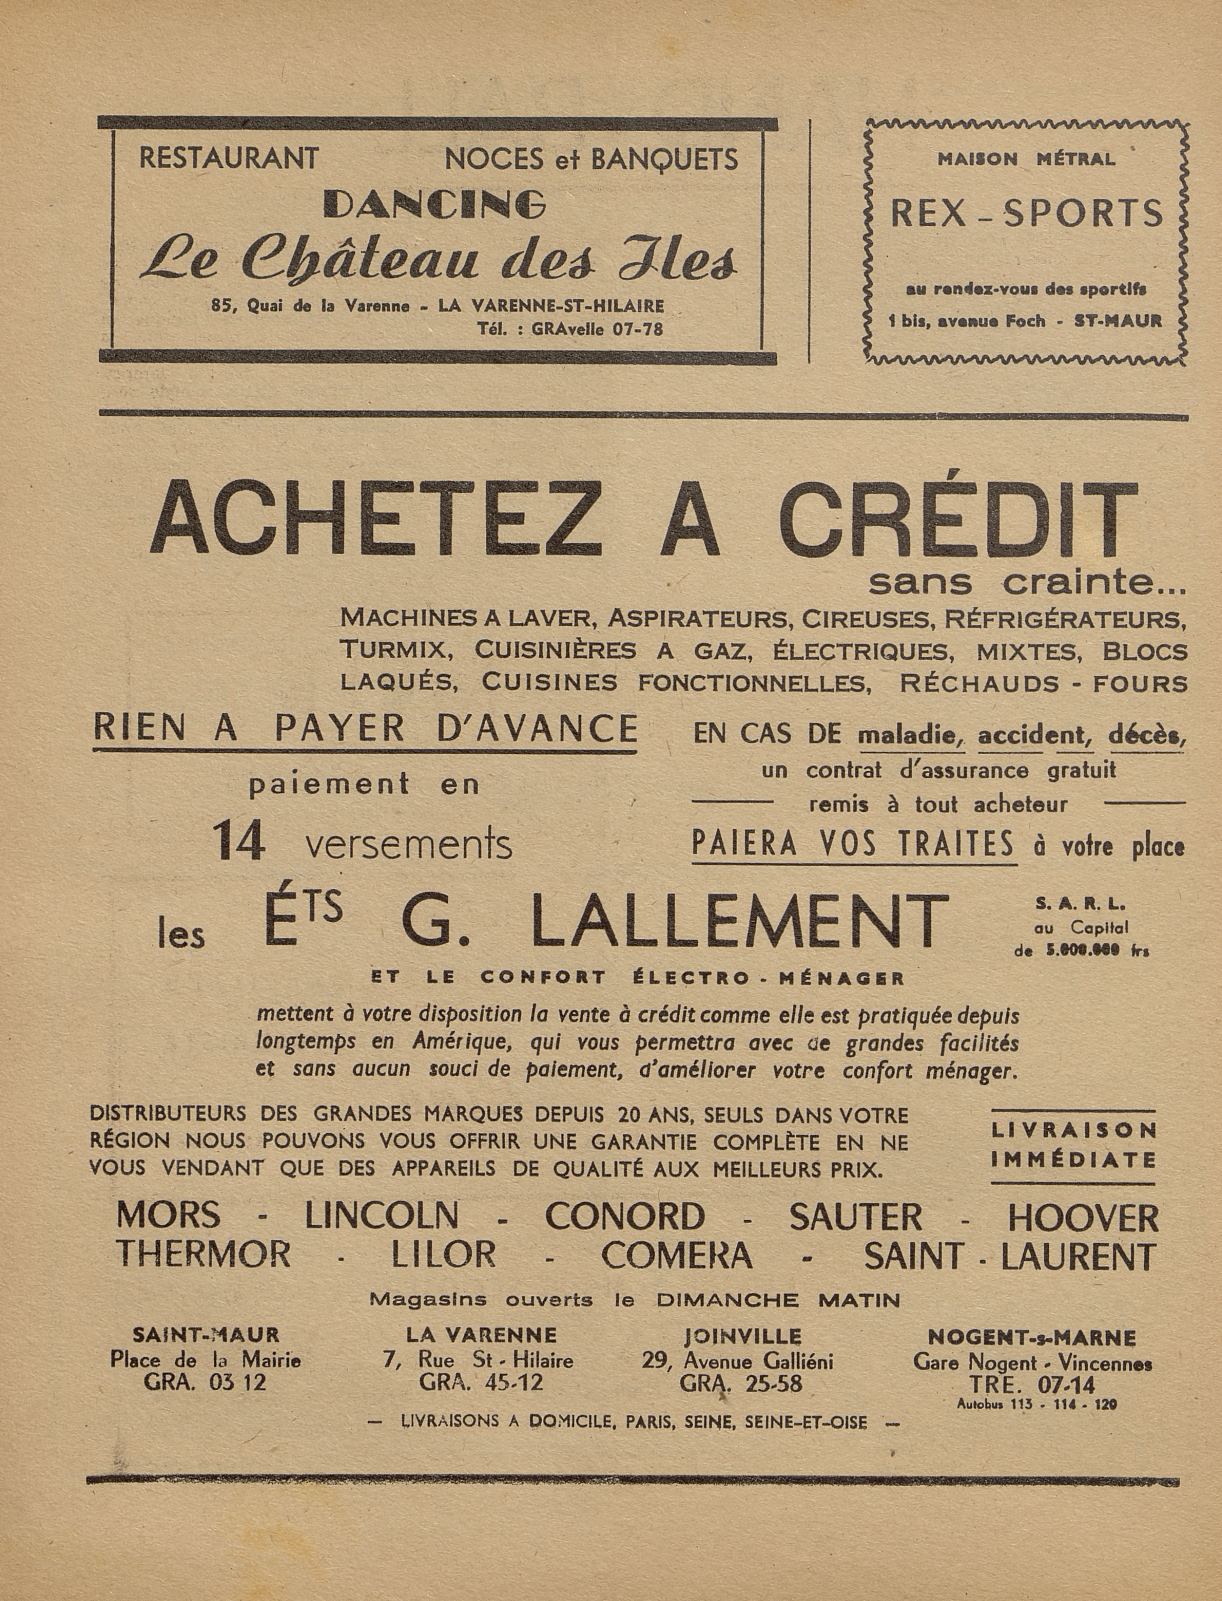 RESTAURANT NOCES et BANQUETS
DANCING
Le Château des Iles
85, Quai de la Varenne - LA VARENNE-ST-HILAIRE
Tél. : GRAvelle 07-78
MAISON MÉTRAL
REX - SPORTS
au rendez-vous des sportifs
1 bis, avenue Foch - ST-MAUR
ACHETEZ A CRÉDIT
sans crainte...
MACHINES A LAVER, ASPIRATEURS, CIREUSES, RÉFRIGÉRATEURS,
TURMIX, CUISINIÈRES A GAZ, ÉLECTRIQUES, MIXTES, BLOCS
LAQUÉS, CUISINES FONCTIONNELLES, RÉCHAUDS - FOURS
RIEN A PAYER D'AVANCE
paiement en
14 versements
EN CAS DE maladie, accident, décès,
un contrat d'assurance gratuit
remis à tout acheteur
PAIERA VOS TRAITES à votre place
les ÉTS G. LALLEMENT
S. A. R. L.
au Capital
de 5.000.000 frs
ET LE CONFORT ÉLECTRO - MÉNAGER
mettent à votre disposition la vente à crédit comme elle est pratiquée depuis
longtemps en Amérique, qui vous permettra avec de grandes facilités
et sans aucun souci de paiement, d'améliorer votre confort ménager.
DISTRIBUTEURS DES GRANDES MARQUES DEPUIS 20 ANS, SEULS DANS VOTRE
RÉGION NOUS POUVONS VOUS OFFRIR UNE GARANTIE COMPLÈTE EN NE
VOUS VENDANT QUE DES APPAREILS DE QUALITÉ AUX MEILLEURS PRIX.
LIVRAISON
IMMÉDIATE
MORS - LINCOLN - CONORD - SAUTER - HOOVER
THERMOR - LILOR - COMERA - SAINT - LAURENT
Magasins ouverts le DIMANCHE MATIN
SAINT-MAUR
Place de la Mairie
GRA. 03 12
LA VARENNE
7, Rue St - Hilaire
GRA. 45-12
JOINVILLE
29, Avenue Galliéni
GRA. 25-58
NOGENT-s-MARNE
Gare Nogent - Vincennes
TRE. 07-14
Autobus 113 - 114 - 120
— LIVRAISONS A DOMICILE, PARIS, SEINE, SEINE-ET-OISE —